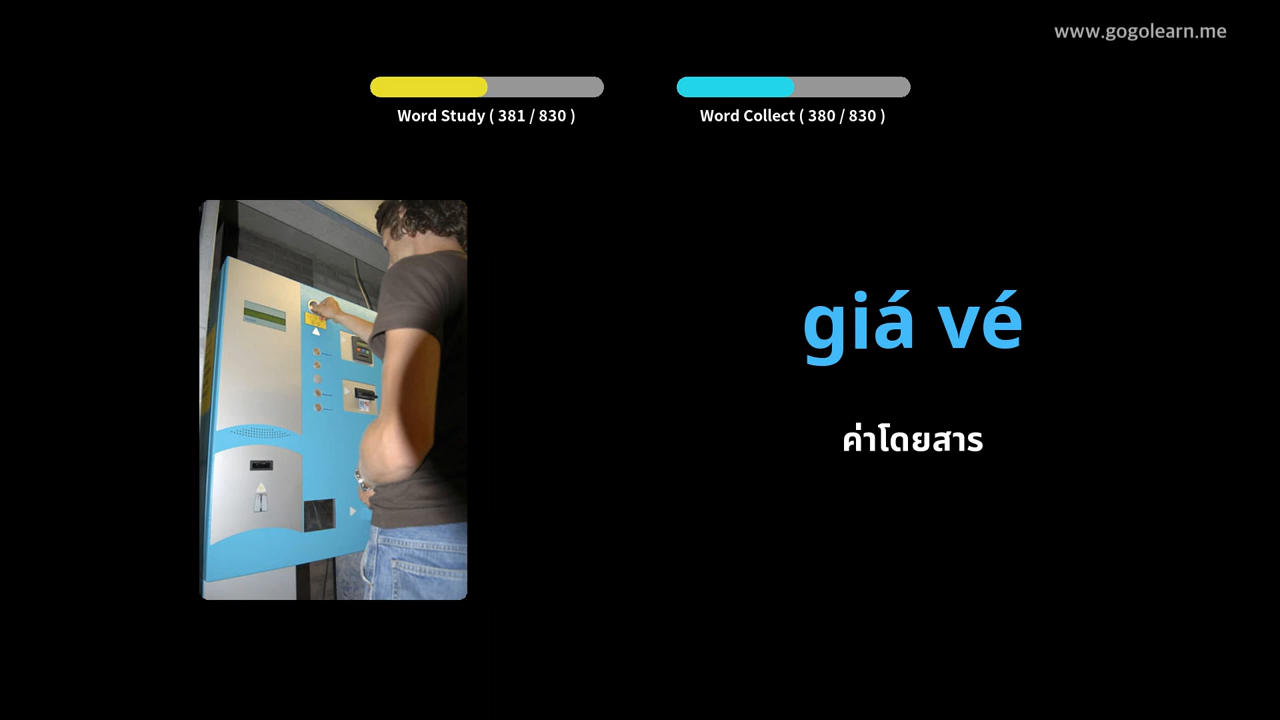 www.gogolearn.me
Word Study ( 381 / 830 )
Word Collect ( 380 / 830 )
giá vé
ค่าโดยสาร